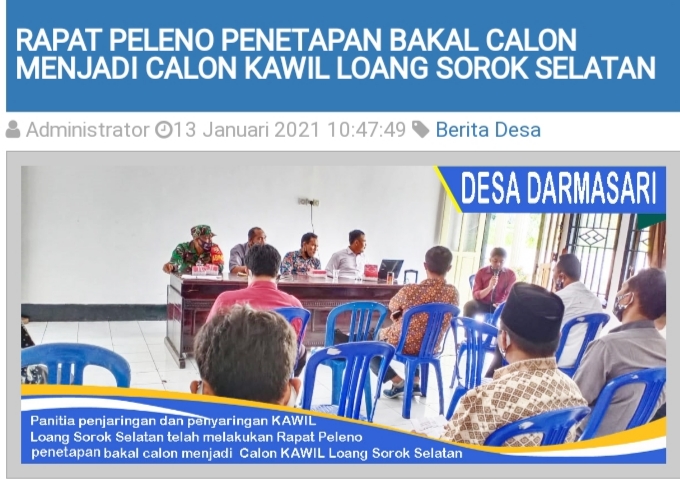 RAPAT PELENO PENETAPAN BAKAL CALON
MENJADI CALON KAWIL LOANG SOROK SELATAN
Administrator 13 Januari 2021 10:47:49 Berita Desa
DESA DARMASARI
Panitia penjaringan dan penyaringan KAWIL
Loang Sorok Selatan telah melakukan Rapat Peleno
penetapan bakal calon menjadi Calon KAWIL Loang Sorok Selatan